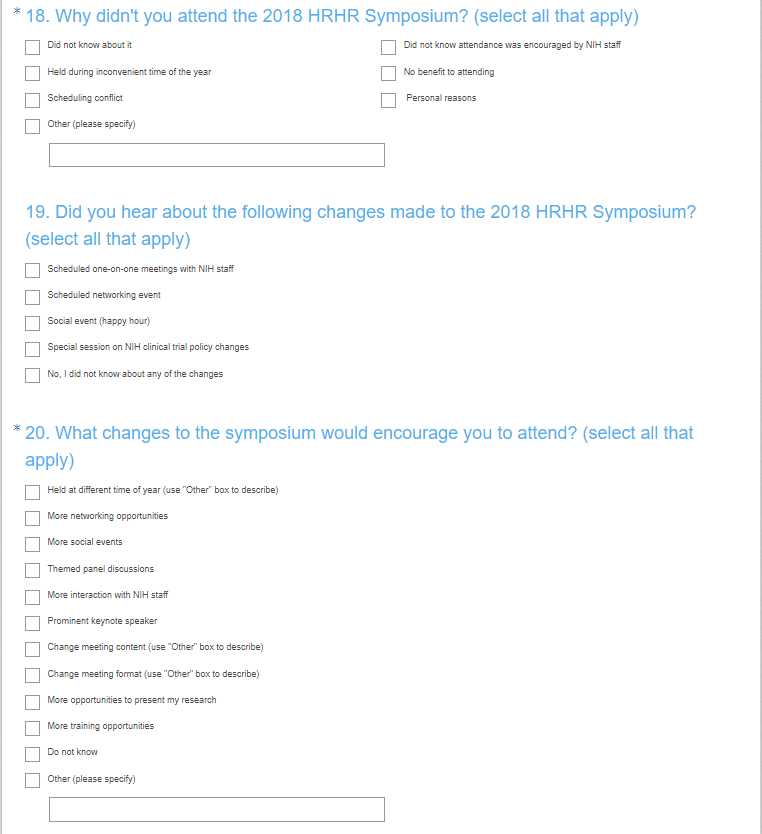 * 18. Why didn't you attend the 2018 HRHR Symposium? (select all that apply)
Did not know about it
Did not know attendance was encouraged by NIH staff
Held during inconvenient time of the year
No benefit to attending
Scheduling conflict
Personal reasons
Other (please specify)
19. Did you hear about the following changes made to the 2018 HRHR Symposium?
(select all that apply)
Scheduled one-on-one meetings with NIH staff
Scheduled networking event
Social event (happy hour)
Special session on NIH clinical trial policy changes
No, I did not know about any of the changes
* 20. What changes to the symposium would encourage you to attend? (select all that
apply)
Held at different time of year (use "Other" box to describe)
More networking opportunities
More social events
Themed panel discussions
More interaction with NIH staff
Prominent keynote speaker
Change meeting content (use "Other" box to describe)
Change meeting format (use "Other" box to describe)
More opportunities to present my research
More training opportunities
Do not know
Other (please specify)